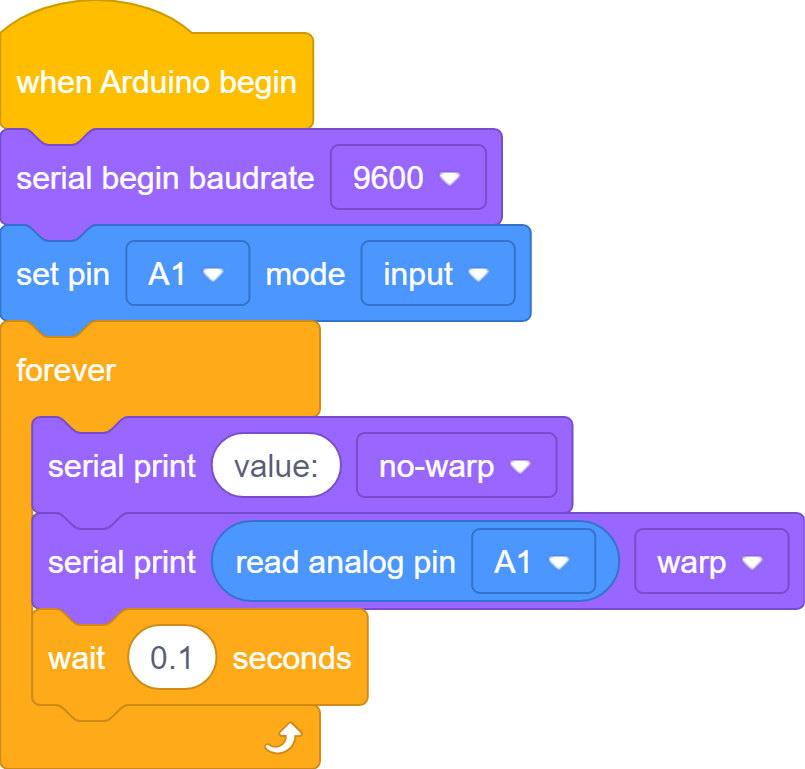 when Arduino begin
serial begin baudrate 9600
set pin A1 mode input
forever
serial print value: no-warp
serial print read analog pin A1 warp
wait 0.1 seconds